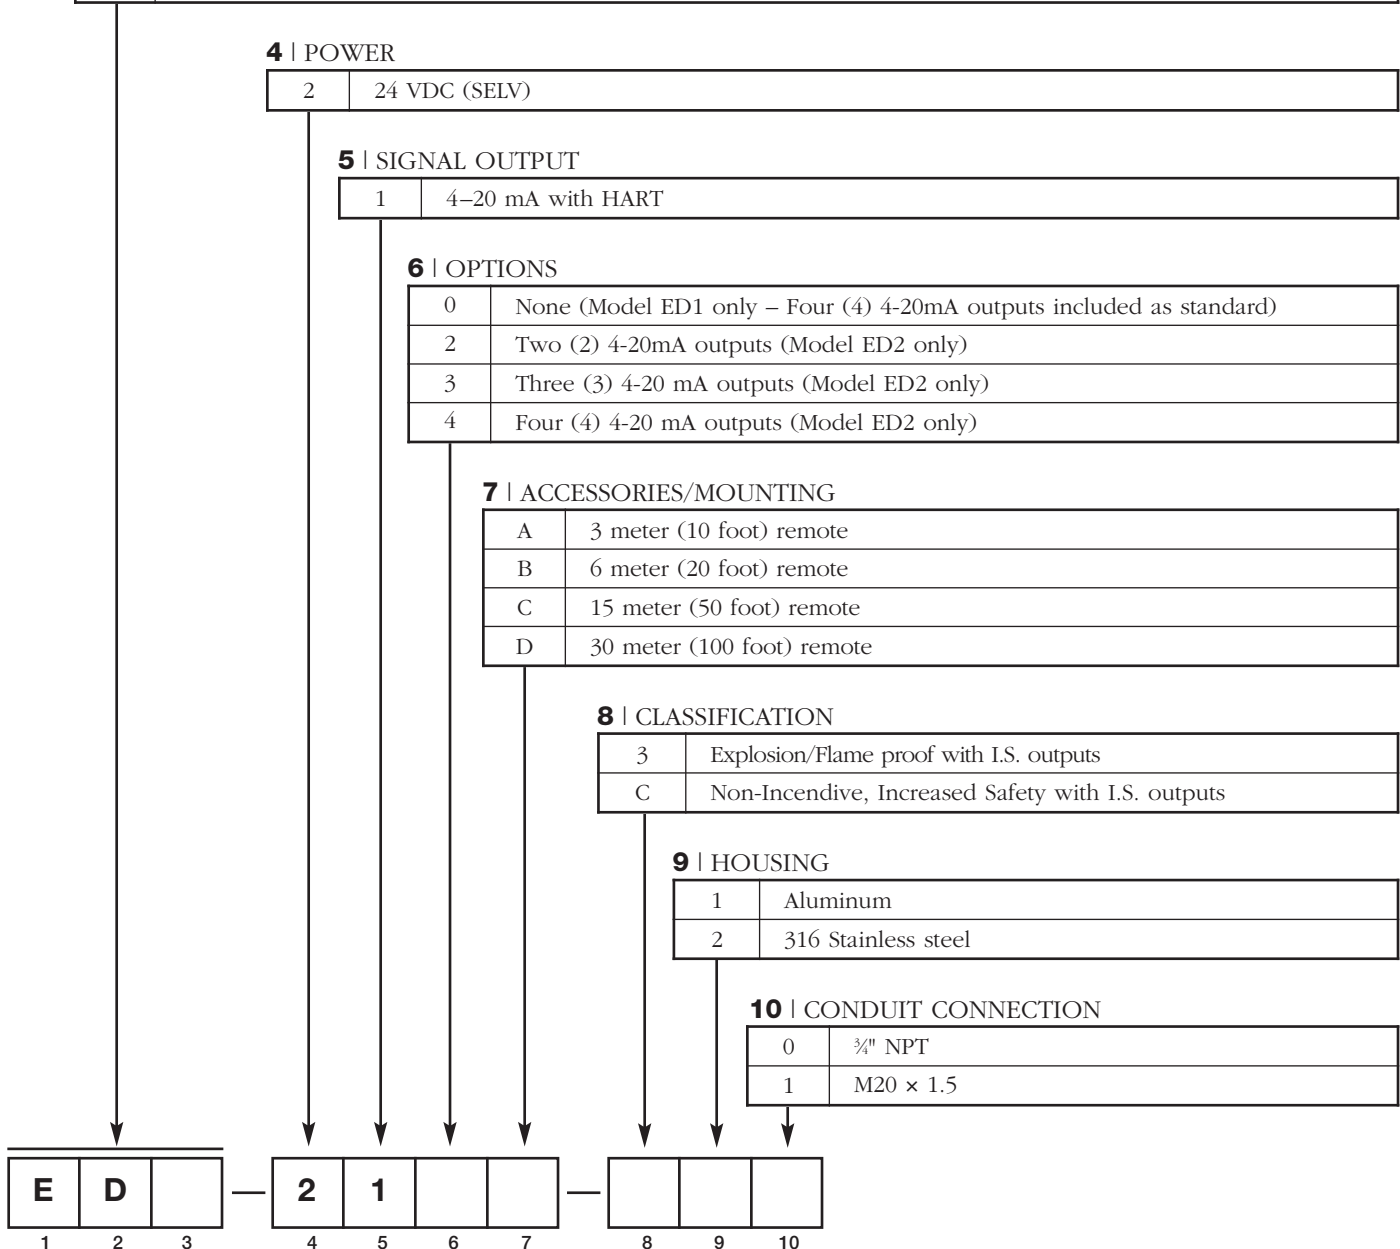 4 | POWER
2 24 VDC (SELV)
5 | SIGNAL OUTPUT
1 4–20 mA with HART
6 | OPTIONS
0 None (Model ED1 only – Four (4) 4-20mA outputs included as standard)
2 Two (2) 4-20mA outputs (Model ED2 only)
3 Three (3) 4-20 mA outputs (Model ED2 only)
4 Four (4) 4-20 mA outputs (Model ED2 only)
7 | ACCESSORIES/MOUNTING
A 3 meter (10 foot) remote
B 6 meter (20 foot) remote
C 15 meter (50 foot) remote
D 30 meter (100 foot) remote
8 | CLASSIFICATION
3 Explosion/Flame proof with I.S. outputs
C Non-Incendive, Increased Safety with I.S. outputs
9 | HOUSING
1 Aluminum
2 316 Stainless steel
10 | CONDUIT CONNECTION
0 ¾" NPT
1 M20 × 1.5
E D — 2 1 —
1 2 3 4 5 6 7 8 9 10